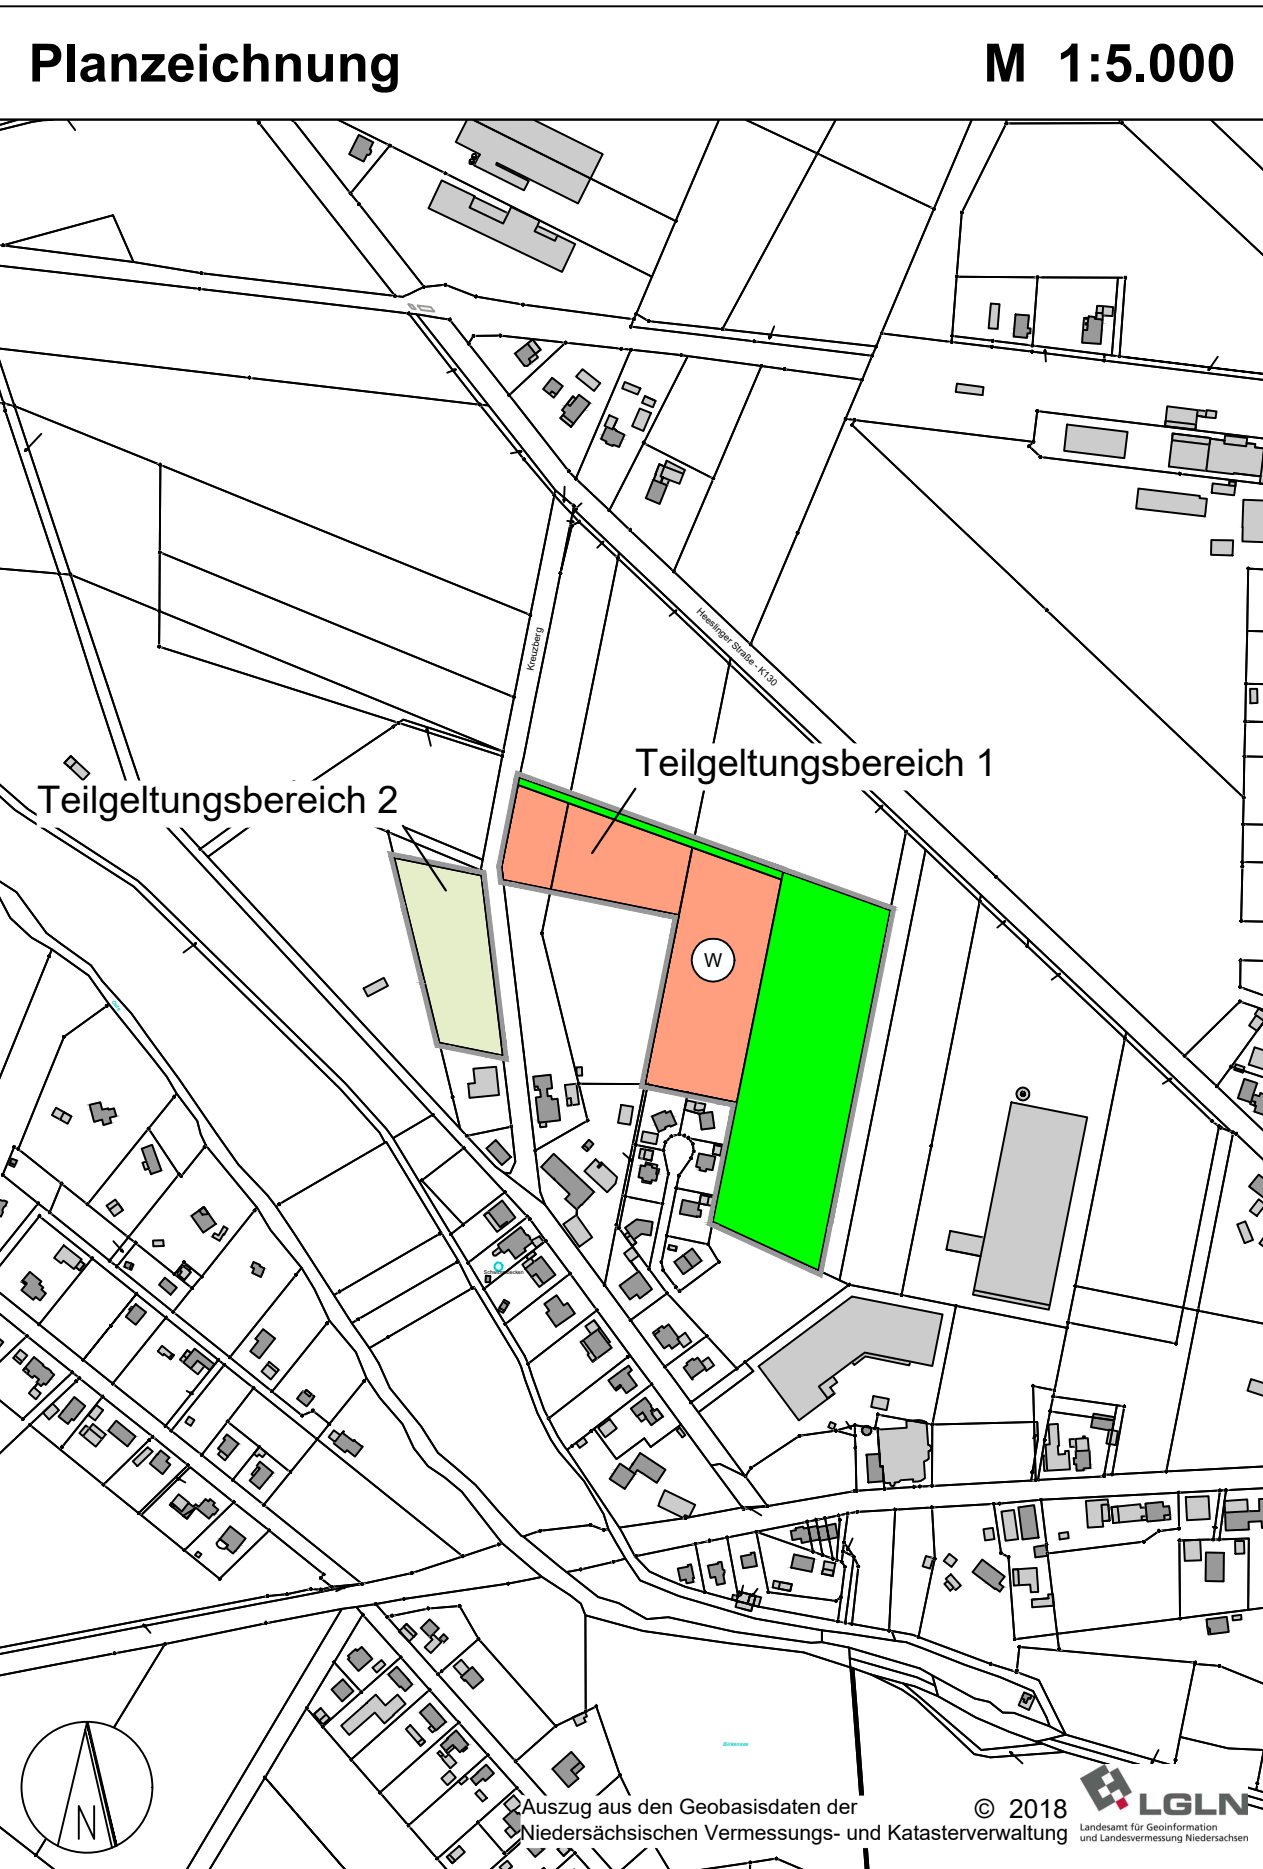 Planzeichnung
M 1:5.000
Kreuzberg
Heeslinger Straße - K130
Teilgeltungsbereich 1
Teilgeltungsbereich 2
W
Birkensee
N
Auszug aus den Geobasisdaten der
Niedersächsischen Vermessungs- und Katasterverwaltung
© 2018
LGLN
Landesamt für Geoinformation
und Landesvermessung Niedersachsen